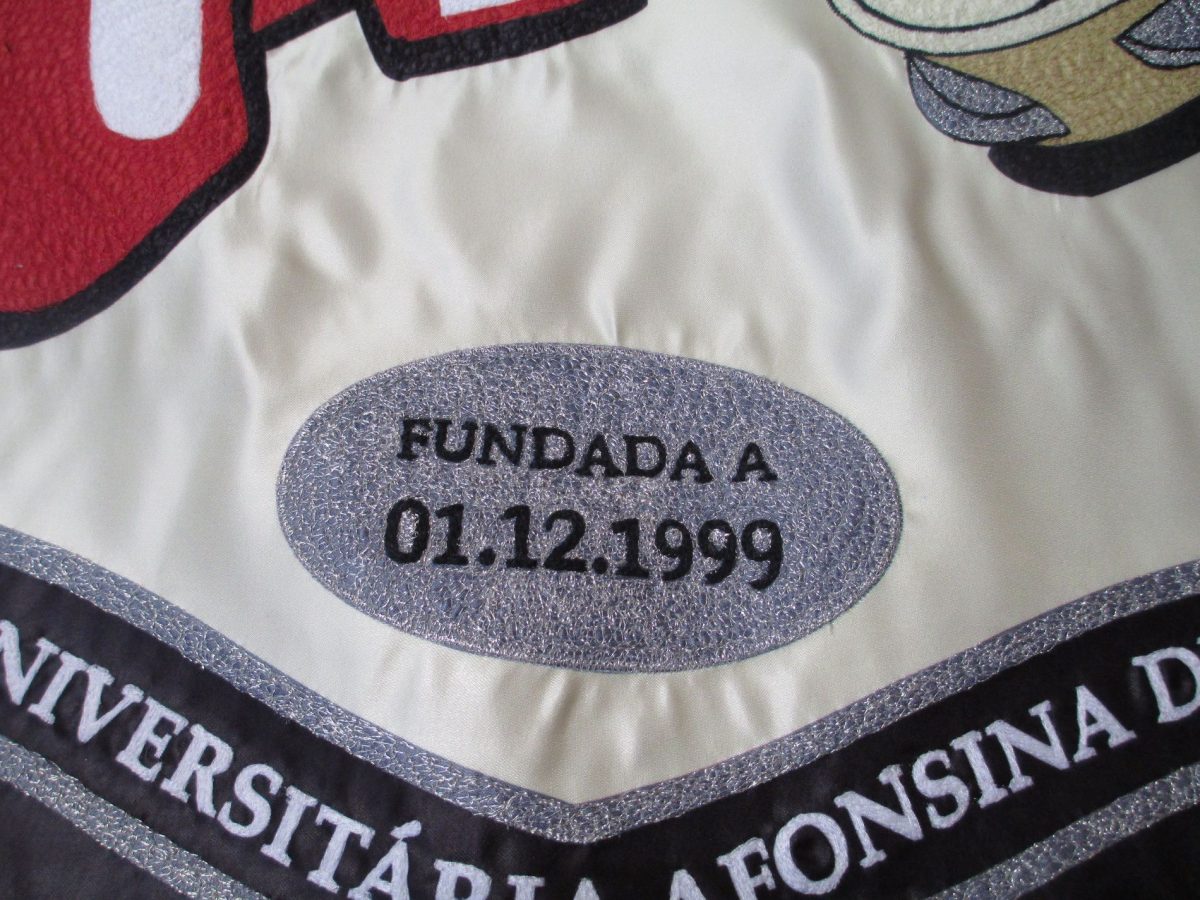 FUNDADA A
01.12.1999
NIVERSITÁRIA AFONSINA D